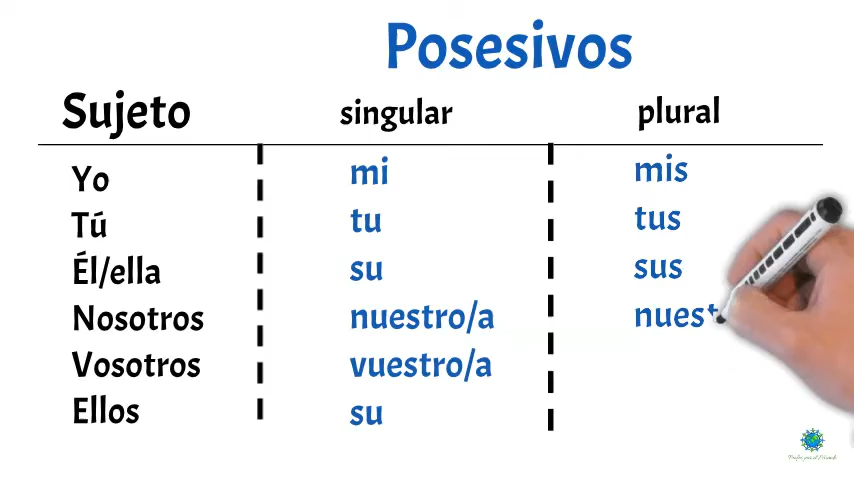 Posesivos
Sujeto singular plural
Yo mi mis
Tú tu tus
Él/ella su sus
Nosotros nuestro/a nuest
Vosotros vuestro/a
Ellos su